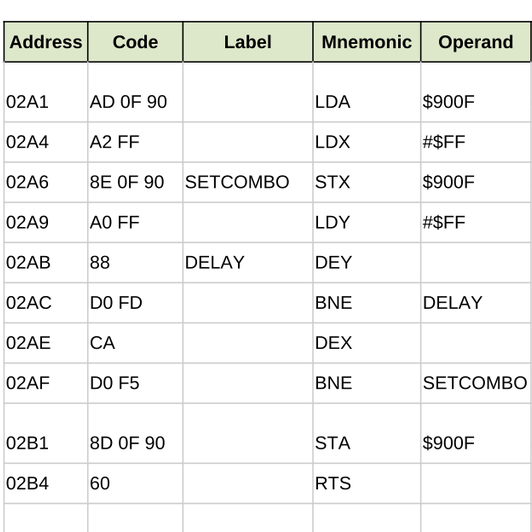 Address Code Label Mnemonic Operand
02A1 AD 0F 90 LDA $900F
02A4 A2 FF LDX #$FF
02A6 8E 0F 90 SETCOMBO STX $900F
02A9 A0 FF LDY #$FF
02AB 88 DELAY DEY
02AC D0 FD BNE DELAY
02AE CA DEX
02AF D0 F5 BNE SETCOMBO
02B1 8D 0F 90 STA $900F
02B4 60 RTS